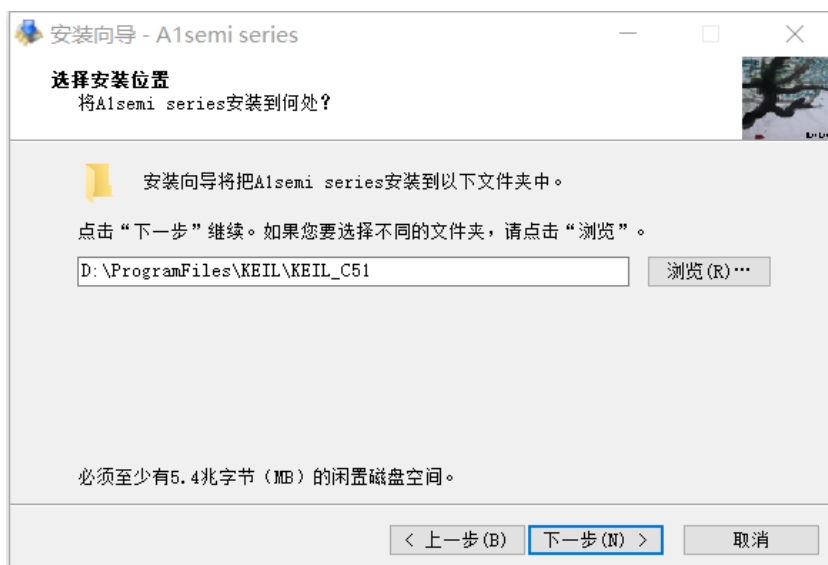 安装向导 - A1semi series
选择安装位置
将A1semi series安装到何处?
安装向导将把A1semi series安装到以下文件夹中。
点击“下一步”继续。如果您要选择不同的文件夹,请点击“浏览”。
D:\ProgramFiles\KEIL\KEIL_C51
浏览(R)…
必须至少有5.4兆字节（MB）的闲置磁盘空间。
< 上一步(B)
下一步(N) >
取消